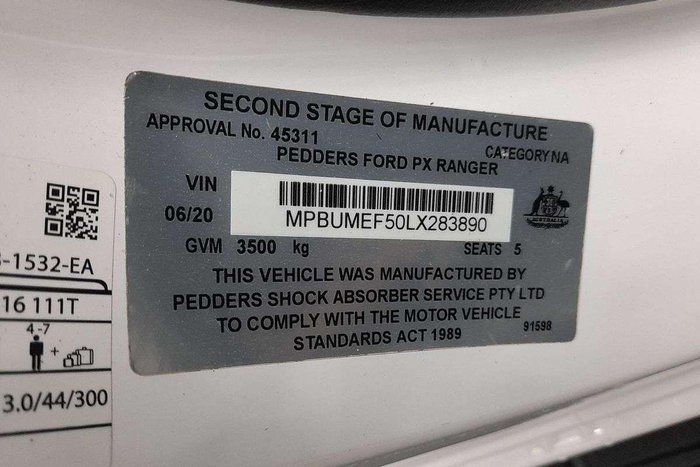 SECOND STAGE OF MANUFACTURE
APPROVAL No. 45311
CATEGORY NA
PEDDERS FORD PX RANGER
VIN
06/20
MPBUMEF50LX283890
AUSTRALIA
GVM 3500 kg
SEATS 5
THIS VEHICLE WAS MANUFACTURED BY
PEDDERS SHOCK ABSORBER SERVICE PTY LTD
TO COMPLY WITH THE MOTOR VEHICLE
STANDARDS ACT 1989
91598
-1532-EA
16 111T
4-7
+
3.0/44/300